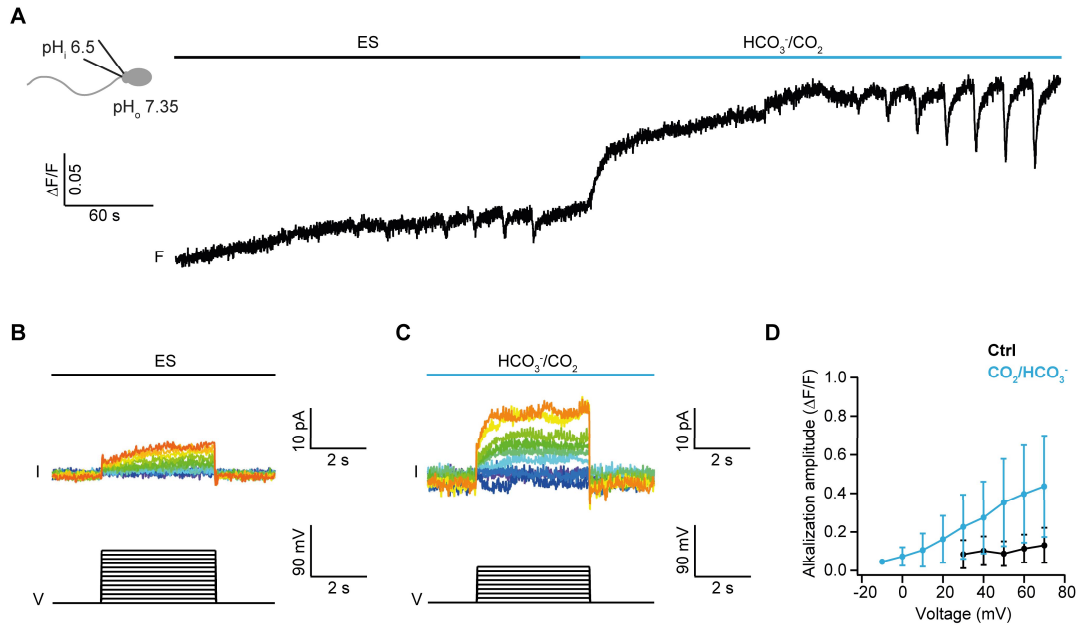 A
pHᵢ 6.5
pHₒ 7.35
ES
HCO₃⁻/CO₂
ΔF/F
0.05
60 s
F
B
ES
I
10 pA
2 s
V
90 mV
2 s
C
HCO₃⁻/CO₂
I
10 pA
2 s
V
90 mV
2 s
D
Ctrl
CO₂/HCO₃⁻
Alkalization amplitude (ΔF/F)
1.0
0.8
0.6
0.4
0.2
0.0
-20 0 20 40 60 80
Voltage (mV)